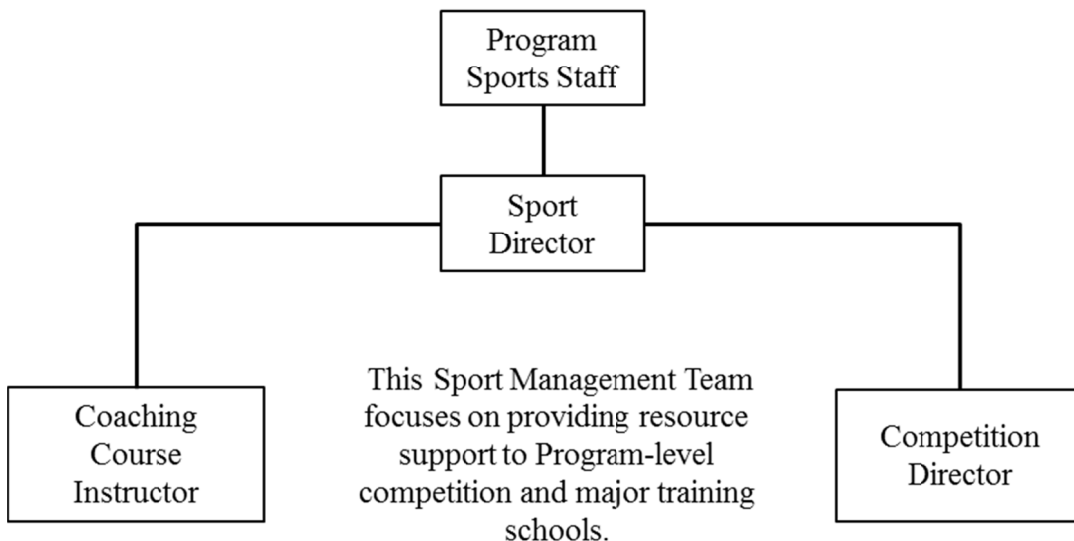 Program
Sports Staff
Sport
Director
Coaching
Course
Instructor
This Sport Management Team
focuses on providing resource
support to Program-level
competition and major training
schools.
Competition
Director